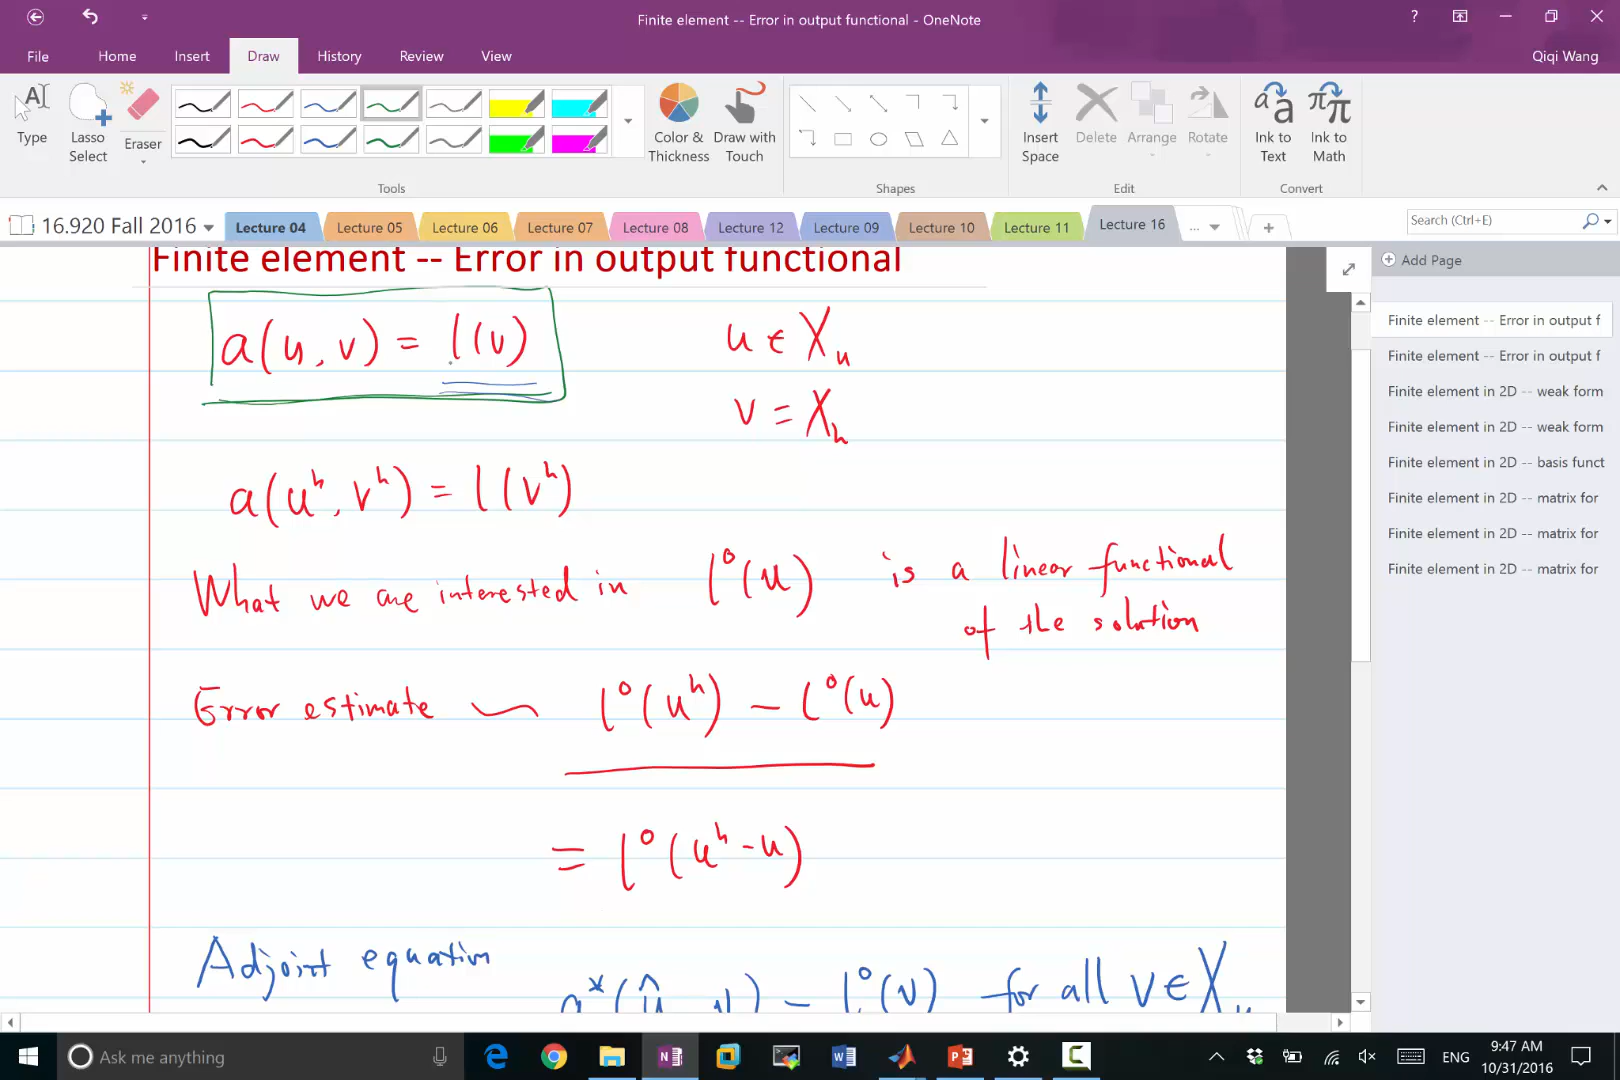 Finite element -- Error in output functional - OneNote
?
File
Home
Insert
Draw
History
Review
View
Qiqi Wang
Type
Lasso Select
Eraser
Color & Thickness
Draw with Touch
Insert Space
Delete
Arrange
Rotate
Ink to Text
Ink to Math
Tools
Shapes
Edit
Convert
16.920 Fall 2016
Lecture 04
Lecture 05
Lecture 06
Lecture 07
Lecture 08
Lecture 12
Lecture 09
Lecture 10
Lecture 11
Lecture 16
...
Search (Ctrl+E)
Add Page
Finite element -- Error in output f
Finite element -- Error in output f
Finite element in 2D -- weak form
Finite element in 2D -- weak form
Finite element in 2D -- basis funct
Finite element in 2D -- matrix for
Finite element in 2D -- matrix for
Finite element in 2D -- matrix for
Finite element -- Error in output functional
a(u, v) = l(v) u ∈ X_u
v = X_h
a(u^h, v^h) = l(v^h)
What we are interested in l^o(u) is a linear functional
of the solution
Error estimate ~ l^o(u^h) - l^o(u)
= l^o(u^h - u)
Adjoint equation
a*(û, v) = l^o(v) for all v ∈ X_u
Ask me anything
ENG
9:47 AM
10/31/2016